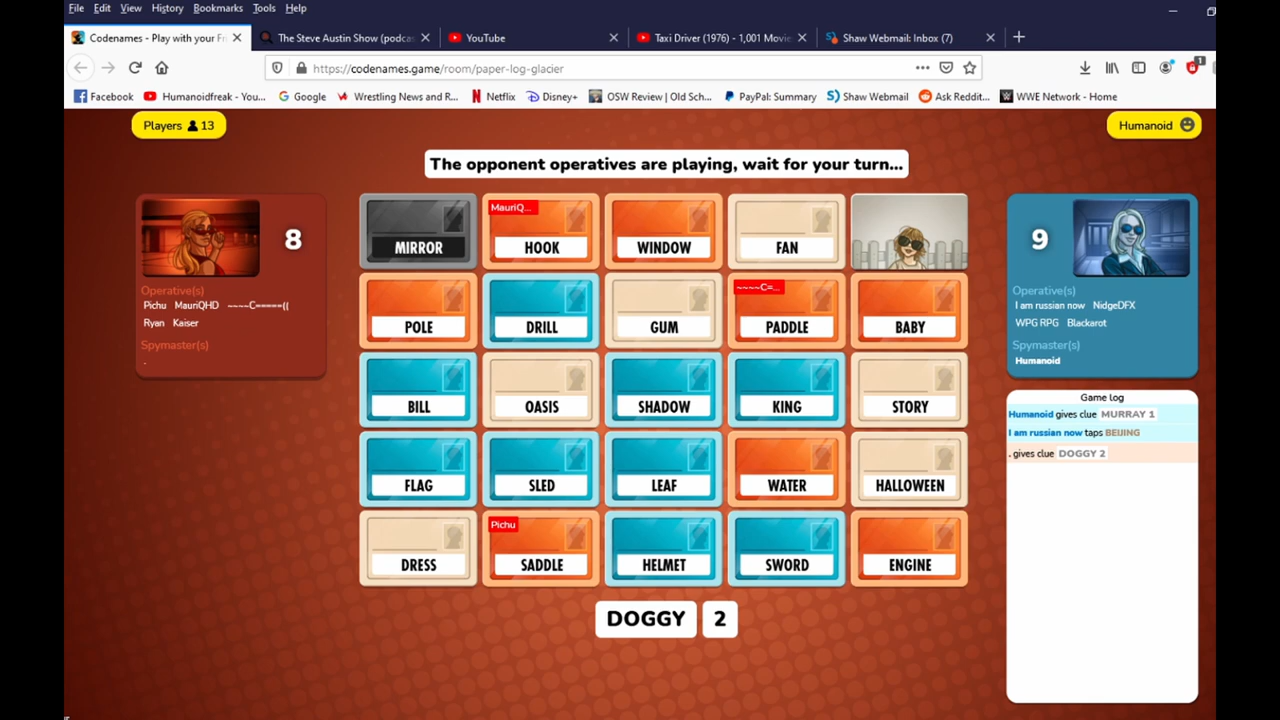 File Edit View History Bookmarks Tools Help
Codenames - Play with your Fri
The Steve Austin Show (podcas
YouTube
Taxi Driver (1976) - 1,001 Movie
Shaw Webmail: Inbox (7)
https://codenames.game/room/paper-log-glacier
1
Facebook Humanoidfreak - You... Google Wrestling News and R... Netflix Disney+ OSW Review | Old Sch... PayPal: Summary Shaw Webmail Ask Reddit... WWE Network - Home
Players 13
Humanoid
The opponent operatives are playing, wait for your turn...
8
Operative(s)
Pichu MauriQHD ~~~~C=====((
Ryan Kaiser
Spymaster(s)
.
MIRROR
MauriQ...
HOOK
WINDOW
FAN
POLE
DRILL
GUM
~~~~C=...
PADDLE
BABY
BILL
OASIS
SHADOW
KING
STORY
FLAG
SLED
LEAF
WATER
HALLOWEEN
DRESS
Pichu
SADDLE
HELMET
SWORD
ENGINE
DOGGY 2
9
Operative(s)
I am russian now NidgeDFX
WPG RPG Blackarot
Spymaster(s)
Humanoid
Game log
Humanoid gives clue MURRAY 1
I am russian now taps BEIJING
. gives clue DOGGY 2